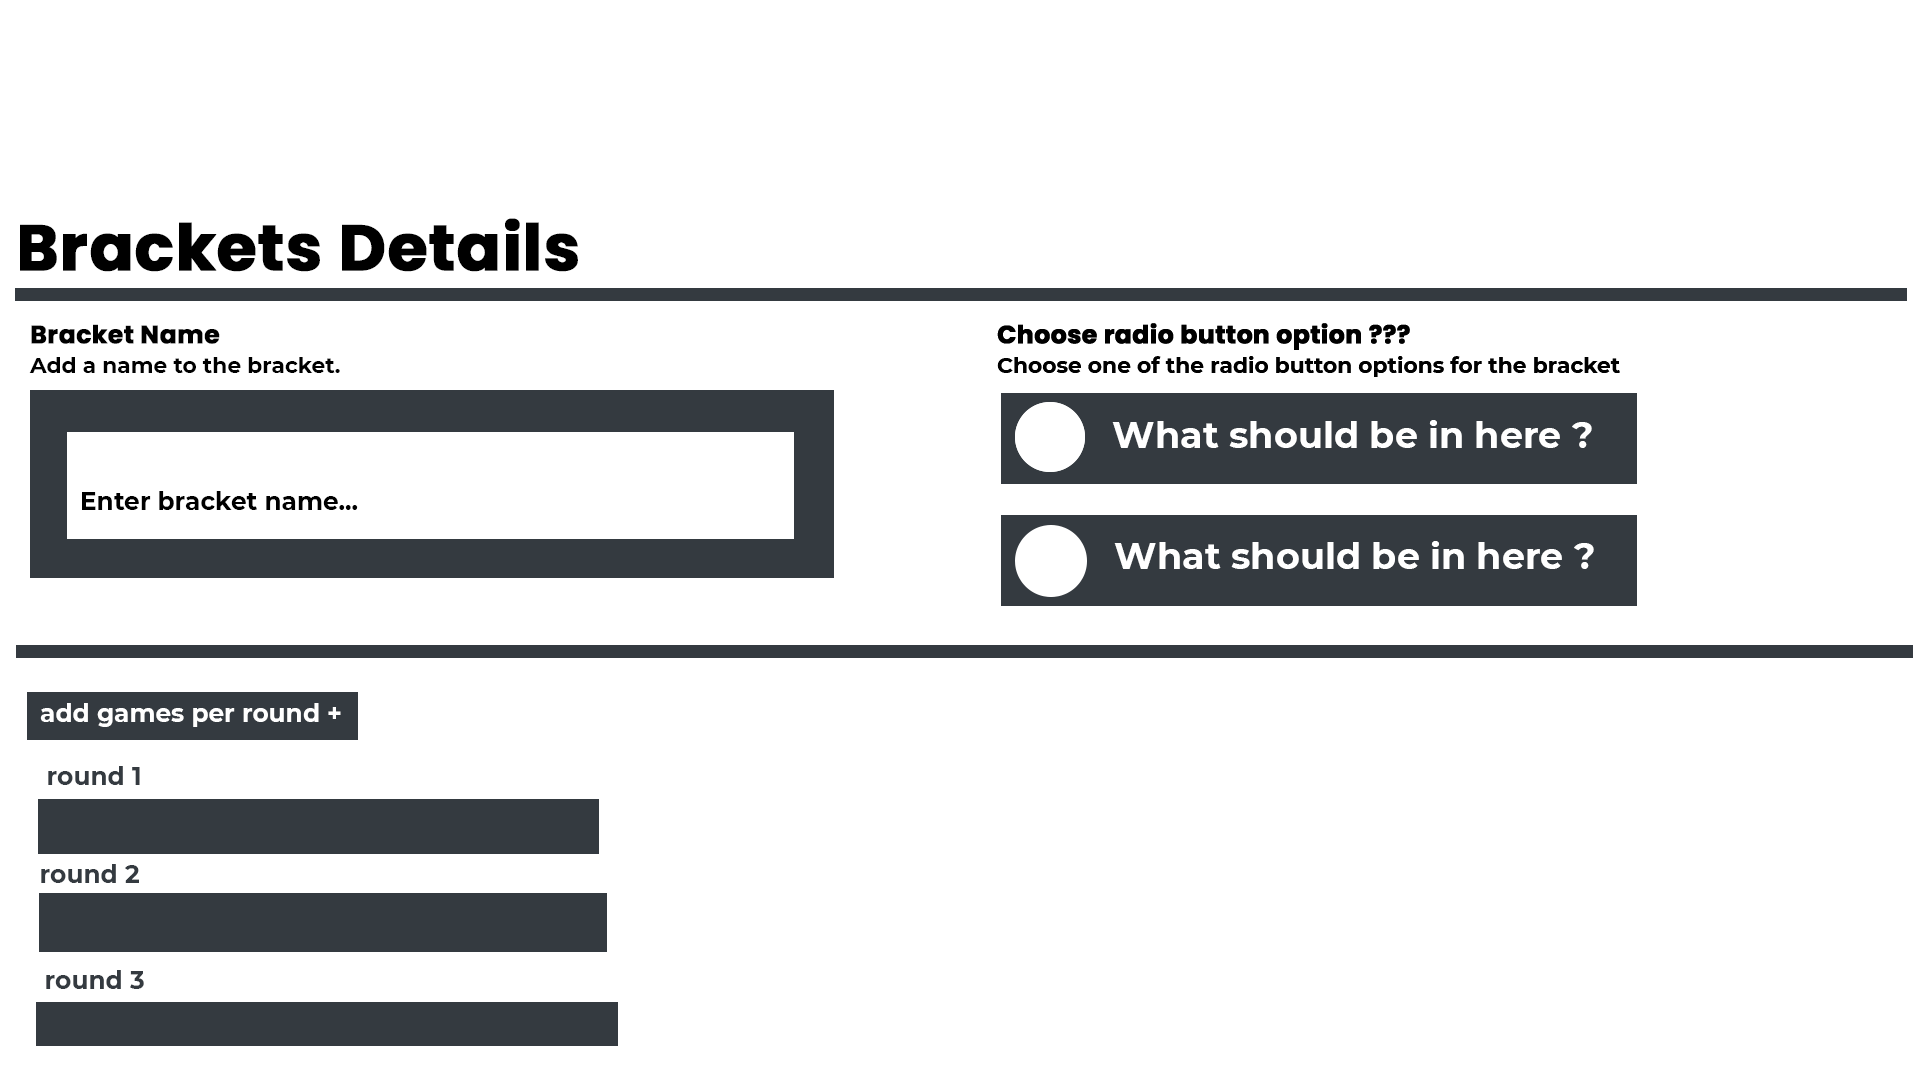 Brackets Details
Bracket Name
Add a name to the bracket.
Enter bracket name...
Choose radio button option ???
Choose one of the radio button options for the bracket
What should be in here ?
What should be in here ?
add games per round +
round 1
round 2
round 3